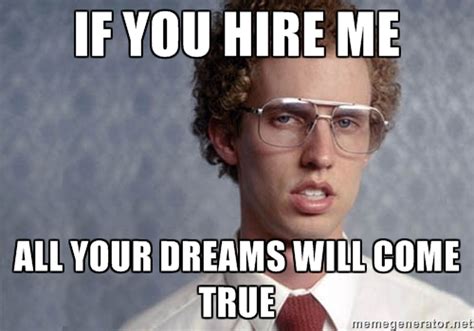 IF YOU HIRE ME
ALL YOUR DREAMS WILL COME
TRUE
memegenerator.net